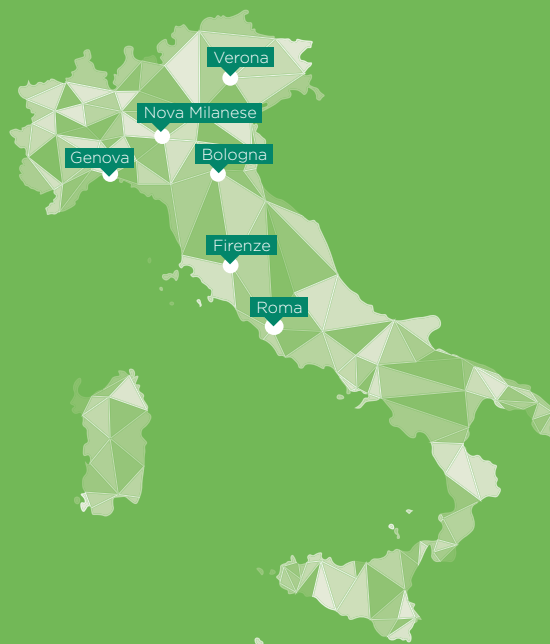 Verona
Nova Milanese
Genova
Bologna
Firenze
Roma